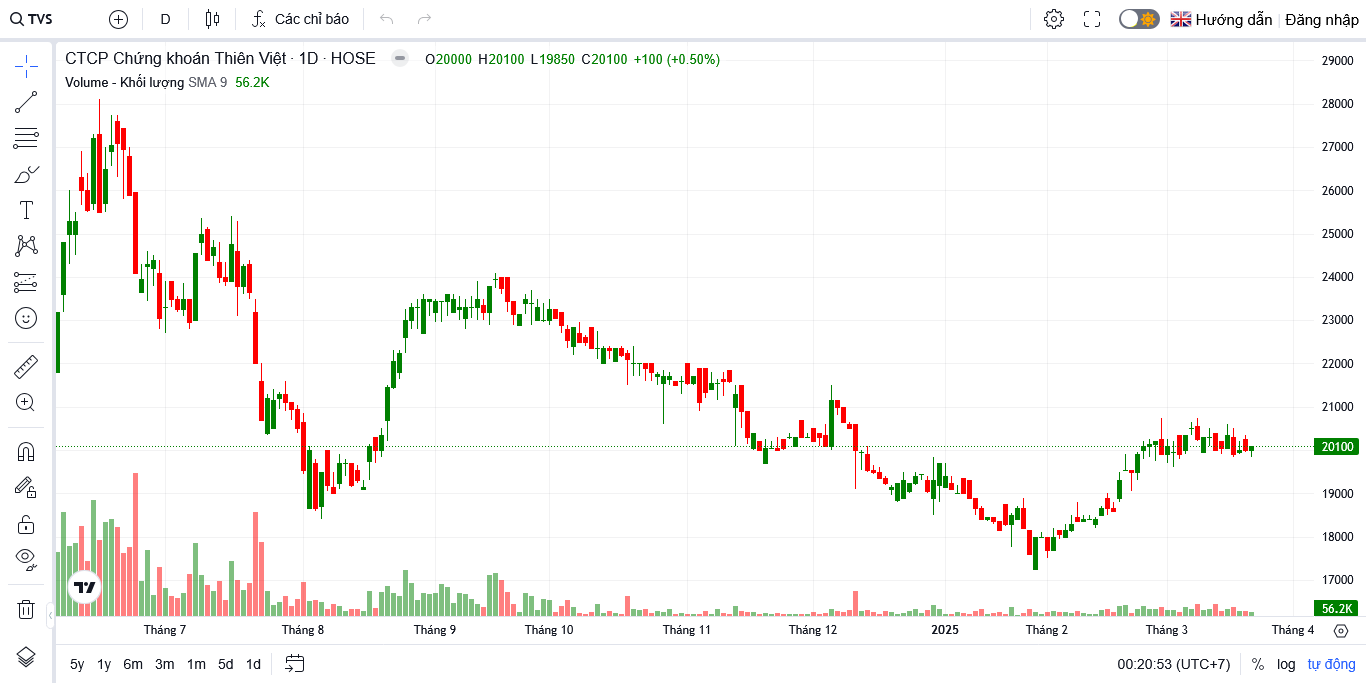 TVS D Các chỉ báo Hướng dẫn Đăng nhập
CTCP Chứng khoán Thiên Việt · 1D · HOSE O20000 H20100 L19850 C20100 +100 (+0.50%)
Volume - Khối lượng SMA 9 56.2K
29000
28000
27000
26000
25000
24000
23000
22000
21000
20100
19000
18000
17000
56.2K
Tháng 7 Tháng 8 Tháng 9 Tháng 10 Tháng 11 Tháng 12 2025 Tháng 2 Tháng 3 Tháng 4
5y 1y 6m 3m 1m 5d 1d 00:20:53 (UTC+7) % log tự động